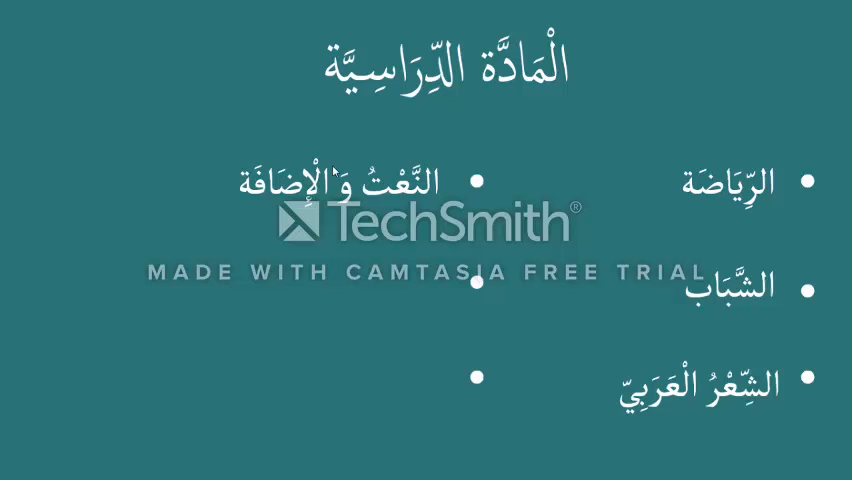 الْمَادَّة الدِّرَاسِيَّة
الرِّيَاضَة
الشَّبَاب
الشِّعْرُ الْعَرَبِيّ
النَّعْتُ وَ الْإِضَافَة
TechSmith®
MADE WITH CAMTASIA FREE TRIAL